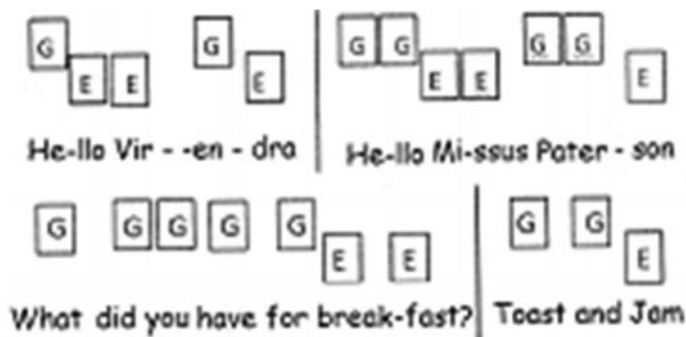 G G G G G G
E E E E E E
He-llo Vir - -en - dra He-llo Mi-ssus Pater - son
G G G G G G G
E E E
What did you have for break-fast? Toast and Jam